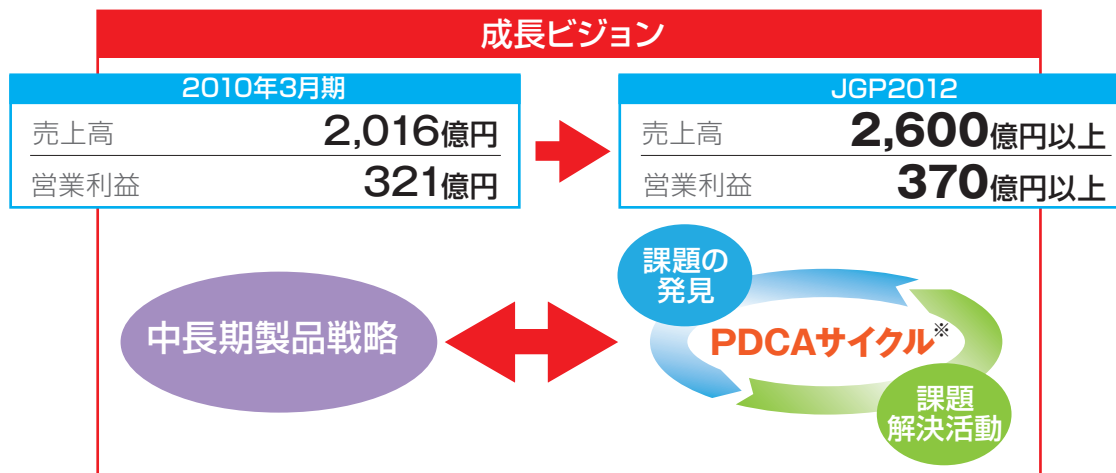 成長ビジョン
2010年3月期
売上高 2,016億円
営業利益 321億円
JGP2012
売上高 2,600億円以上
営業利益 370億円以上
中長期製品戦略
課題の
発見
PDCAサイクル※
課題
解決活動